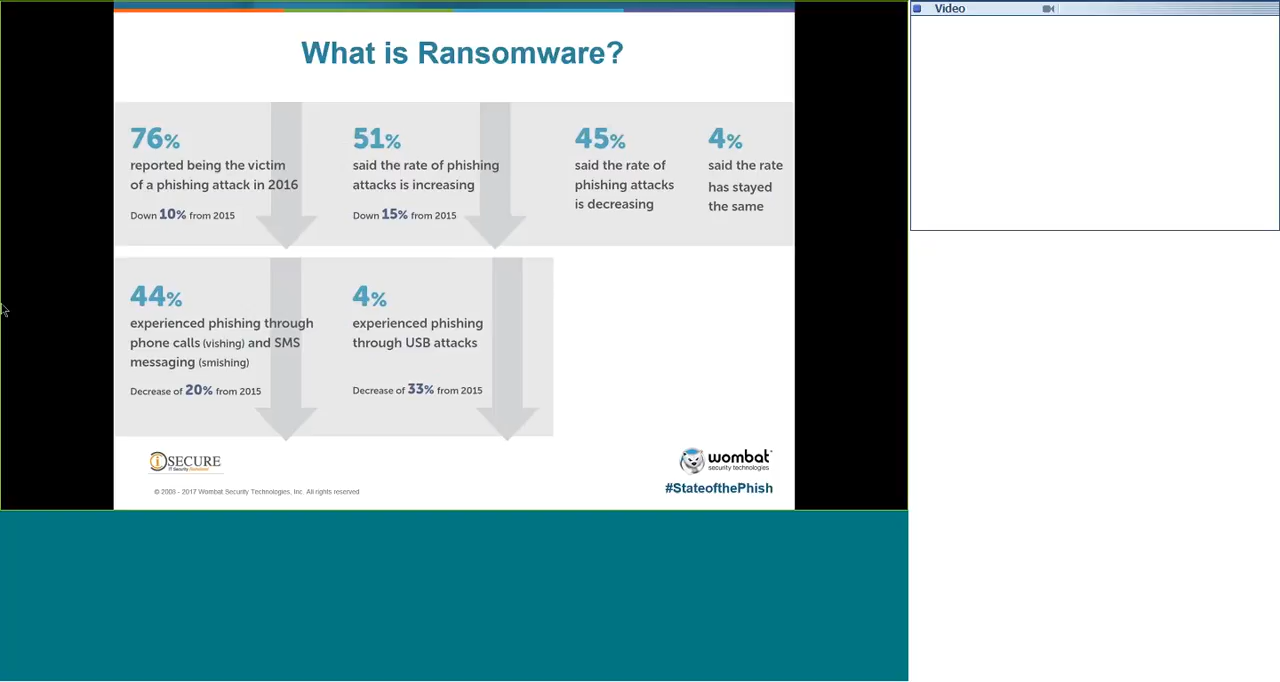 Video
What is Ransomware?
76%
reported being the victim
of a phishing attack in 2016
Down 10% from 2015
51%
said the rate of phishing
attacks is increasing
Down 15% from 2015
45%
said the rate of
phishing attacks
is decreasing
4%
said the rate
has stayed
the same
44%
experienced phishing through
phone calls (vishing) and SMS
messaging (smishing)
Decrease of 20% from 2015
4%
experienced phishing
through USB attacks
Decrease of 33% from 2015
iSECURE
IT Security
wombat
security technologies
#StateofthePhish
© 2008 - 2017 Wombat Security Technologies, Inc. All rights reserved